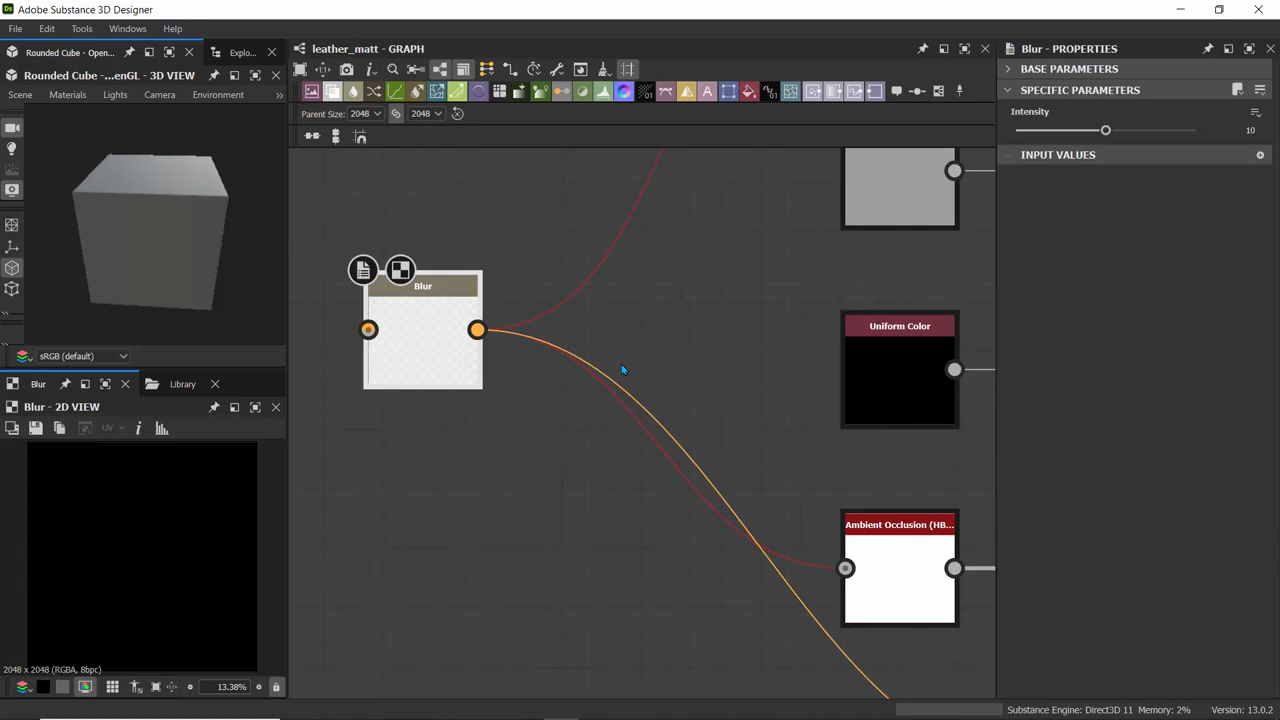 Adobe Substance 3D Designer
File Edit Tools Windows Help
Rounded Cube - Open... Explo...
Rounded Cube -...enGL - 3D VIEW
Scene Materials Lights Camera Environment »
sRGB (default)
Blur Library
Blur - 2D VIEW
UV
2048 x 2048 (RGBA, 8bpc)
13.38%
leather_matt - GRAPH
Parent Size: 2048 2048
Blur
Uniform Color
Ambient Occlusion (HB...
Blur - PROPERTIES
BASE PARAMETERS
SPECIFIC PARAMETERS
Intensity
10
INPUT VALUES
Substance Engine: Direct3D 11 Memory: 2% Version: 13.0.2